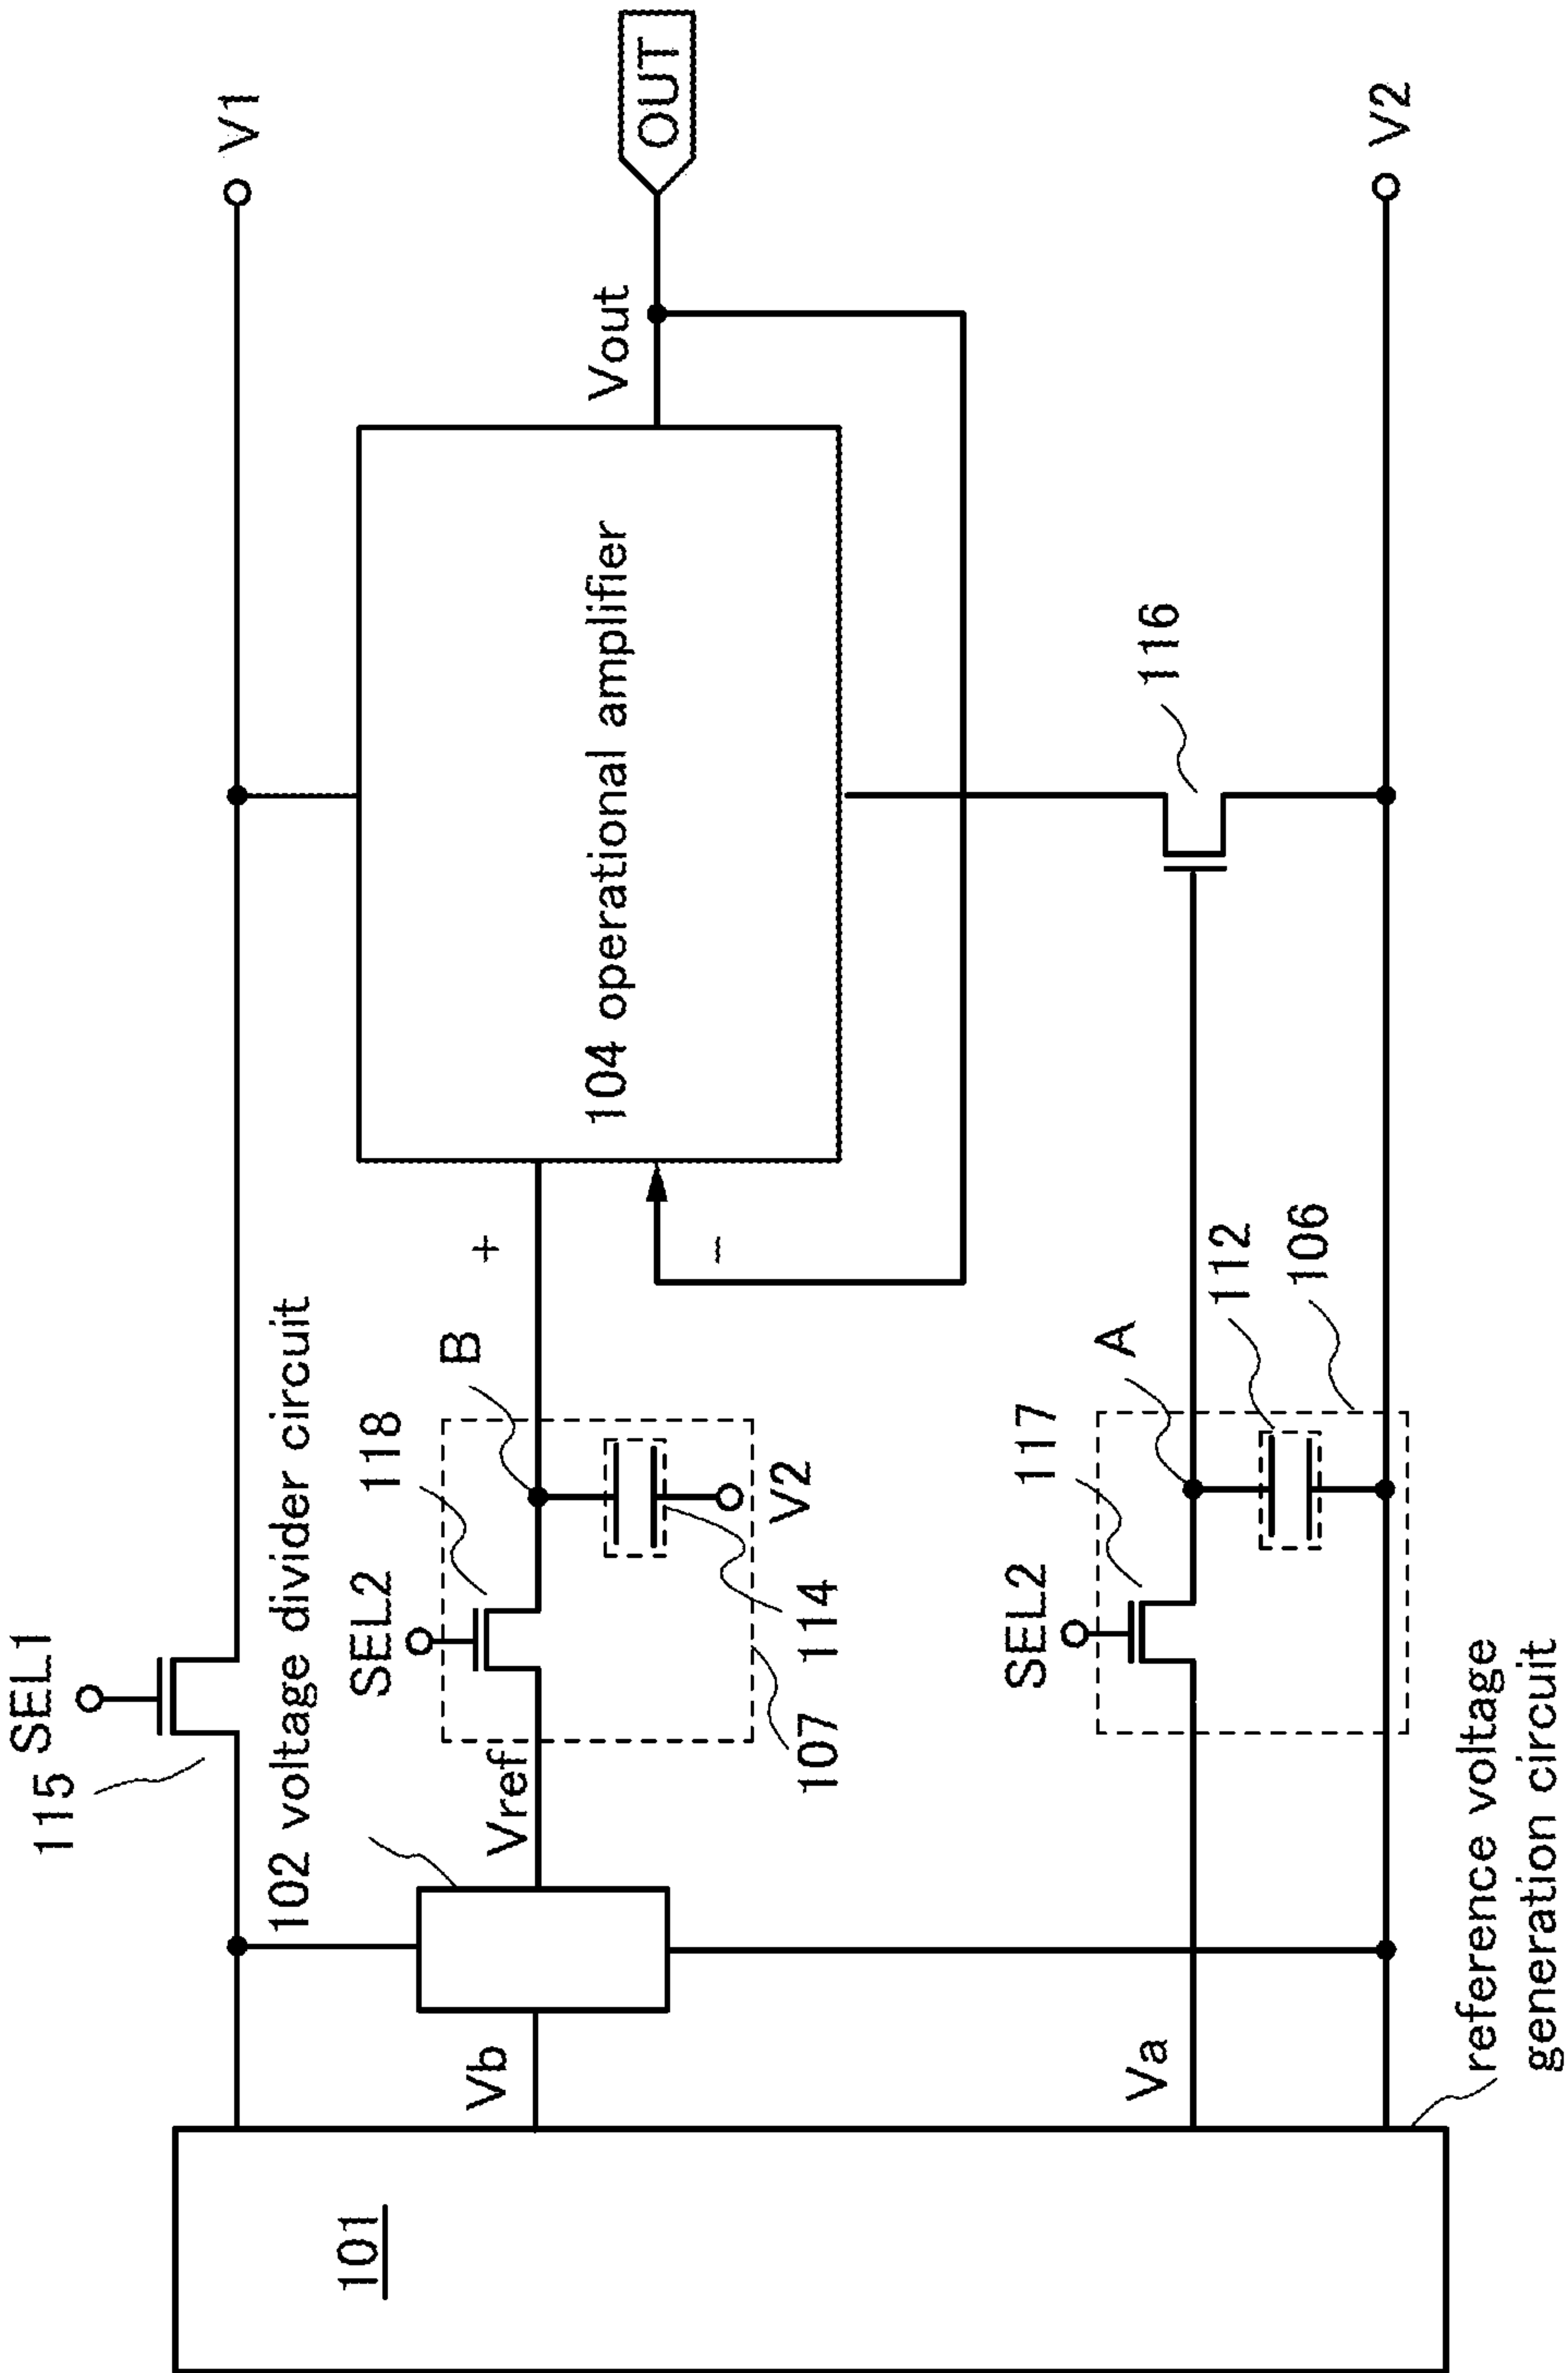 SEL1
115
V1
102 voltage divider circuit
SEL2
118
B
+
104 operational amplifier
Vout
OUT
Vb
Vref
V2
−
107
114
101
SEL2
117
A
112
106
116
Va
V2
reference voltage
generation circuit